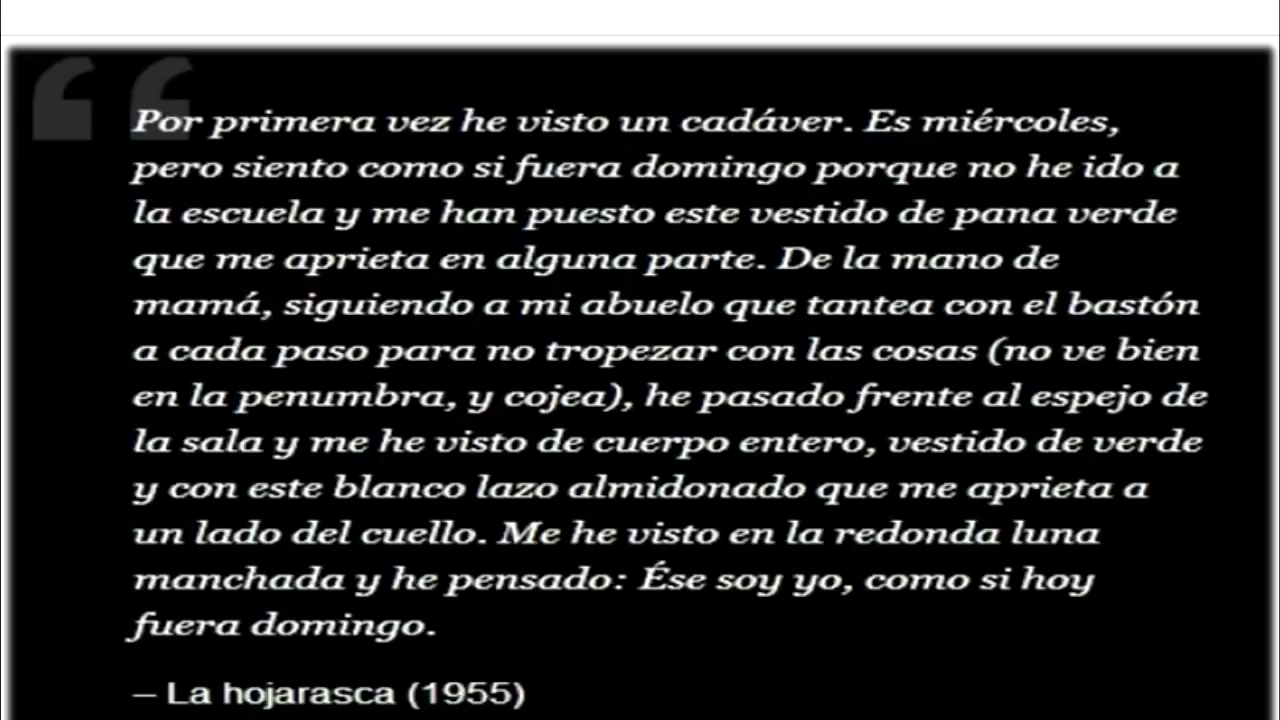 Por primera vez he visto un cadáver. Es miércoles,
pero siento como si fuera domingo porque no he ido a
la escuela y me han puesto este vestido de pana verde
que me aprieta en alguna parte. De la mano de
mamá, siguiendo a mi abuelo que tantea con el bastón
a cada paso para no tropezar con las cosas (no ve bien
en la penumbra, y cojea), he pasado frente al espejo de
la sala y me he visto de cuerpo entero, vestido de verde
y con este blanco lazo almidonado que me aprieta a
un lado del cuello. Me he visto en la redonda luna
manchada y he pensado: Ése soy yo, como si hoy
fuera domingo.
– La hojarasca (1955)